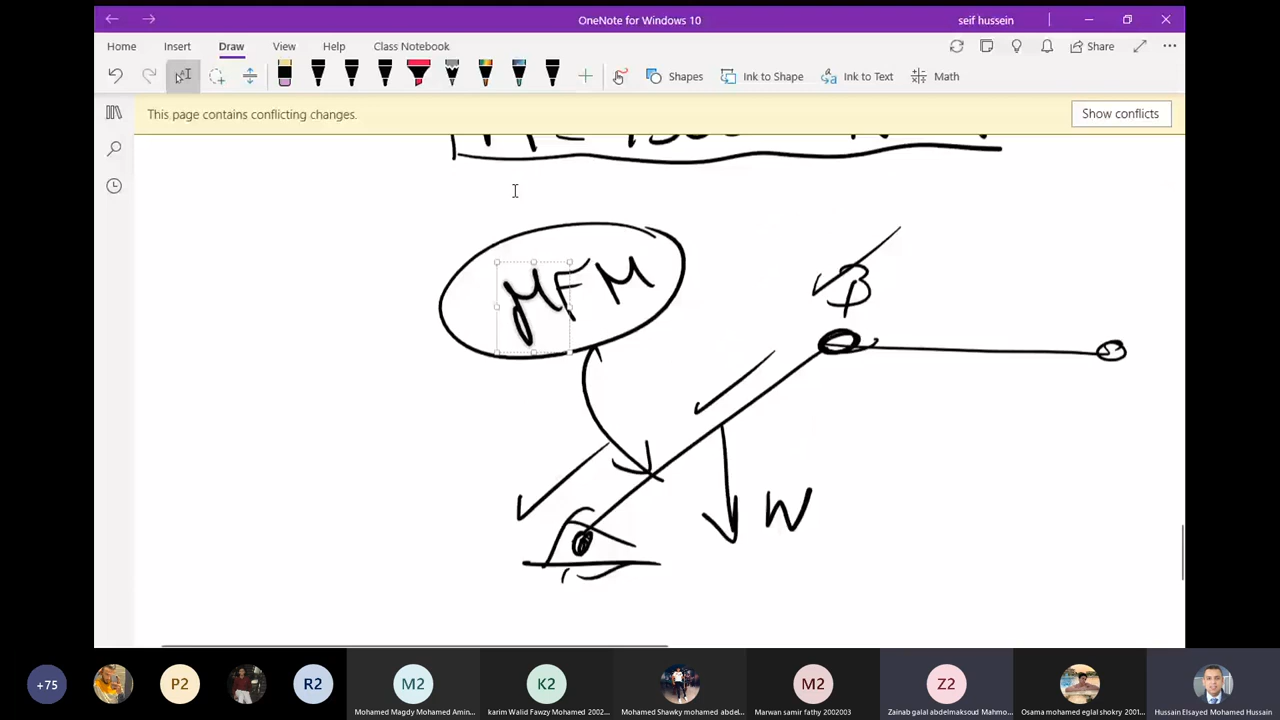 OneNote for Windows 10
seif hussein
Home Insert Draw View Help Class Notebook
Share
Shapes Ink to Shape Ink to Text Math
This page contains conflicting changes.
Show conflicts
MFM
B
W
+75 P2 R2 M2 K2 M2 Z2
Mohamed Magdy Mohamed Amin... karim Walid Fawzy Mohamed 2002... Mohamed Shawky mohamed abdel... Marwan samir fathy 2002003 Zainab galal abdelmaksoud Mahmo... Osama mohamed eglal shokry 2001... Hussain Elsayed Mohamed Hussain